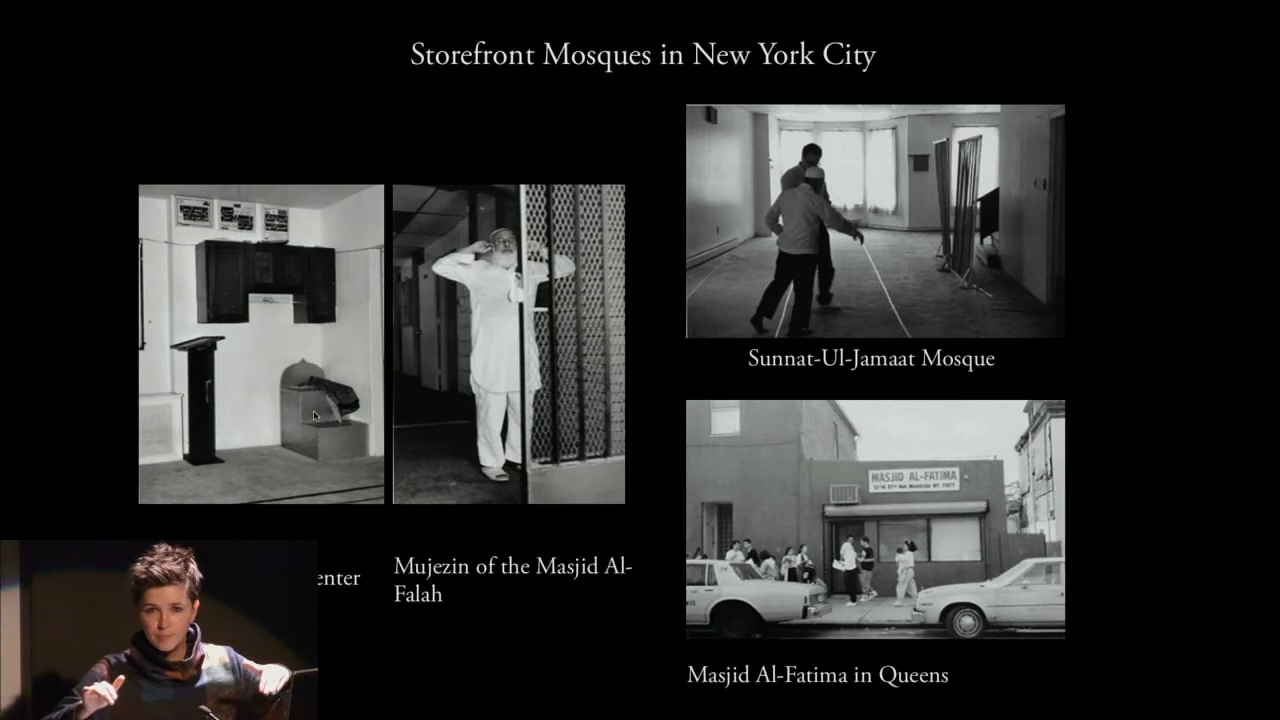 Storefront Mosques in New York City
Sunnat-Ul-Jamaat Mosque
MASJID AL-FATIMA
enter
Mujezin of the Masjid Al-
Falah
Masjid Al-Fatima in Queens